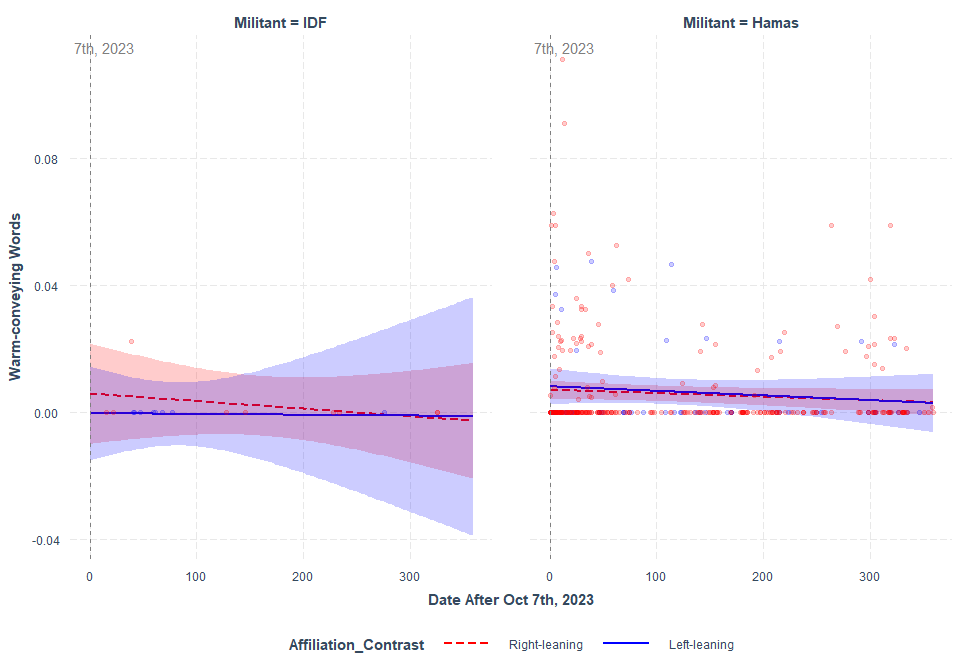 Militant = IDF
Militant = Hamas
7th, 2023
7th, 2023
Warm-conveying Words
0.08
0.04
0.00
-0.04
0
100
200
300
0
100
200
300
Date After Oct 7th, 2023
Affiliation_Contrast
Right-leaning
Left-leaning